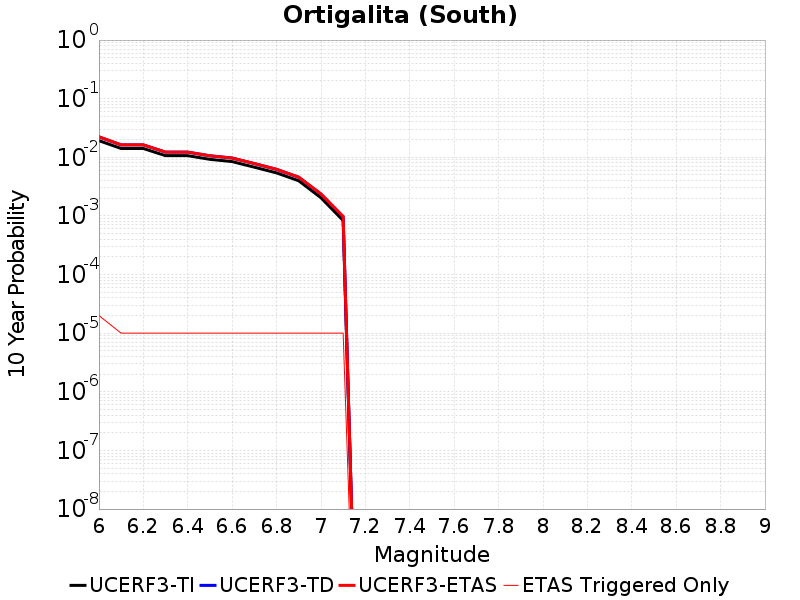 Ortigalita (South)
10 Year Probability
10^0
10^-1
10^-2
10^-3
10^-4
10^-5
10^-6
10^-7
10^-8
6 6.2 6.4 6.6 6.8 7 7.2 7.4 7.6 7.8 8 8.2 8.4 8.6 8.8 9
Magnitude
UCERF3-TI UCERF3-TD UCERF3-ETAS ETAS Triggered Only